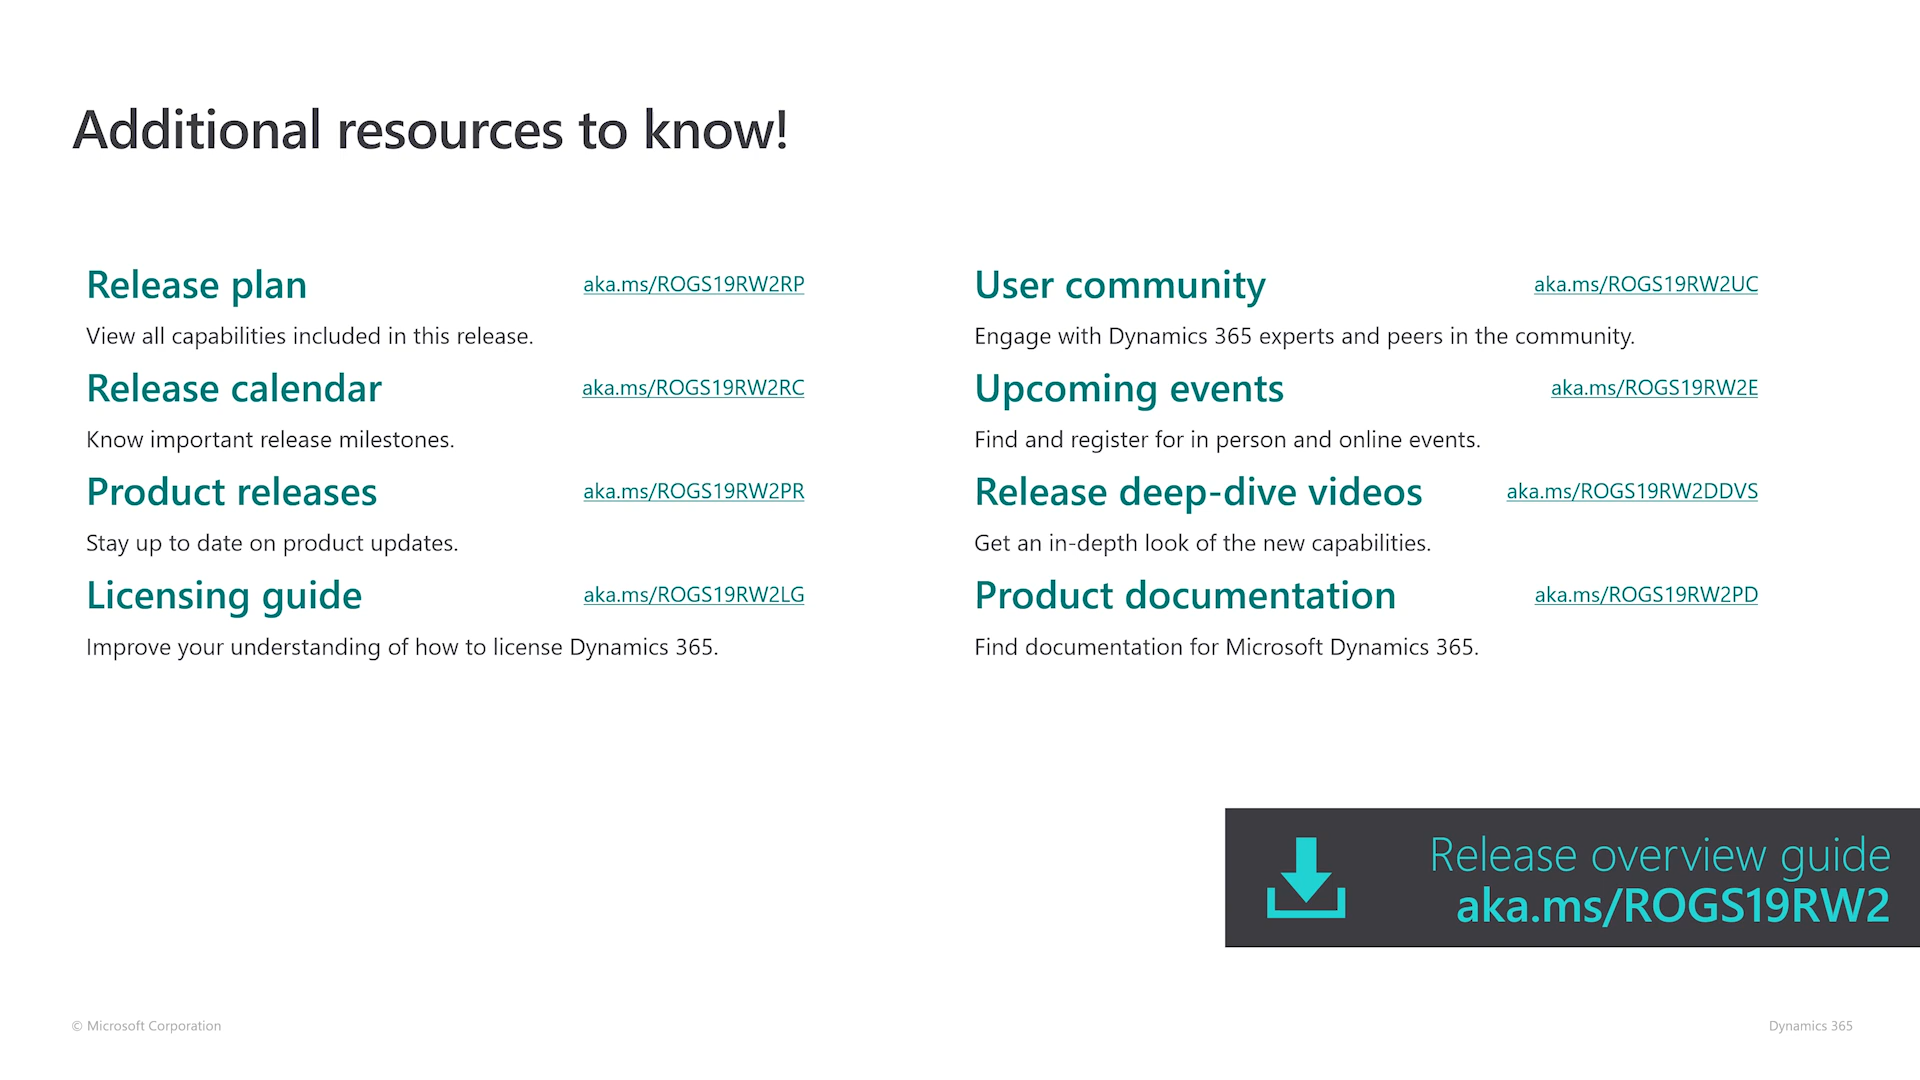 Additional resources to know!
Release plan aka.ms/ROGS19RW2RP
View all capabilities included in this release.
Release calendar aka.ms/ROGS19RW2RC
Know important release milestones.
Product releases aka.ms/ROGS19RW2PR
Stay up to date on product updates.
Licensing guide aka.ms/ROGS19RW2LG
Improve your understanding of how to license Dynamics 365.
User community aka.ms/ROGS19RW2UC
Engage with Dynamics 365 experts and peers in the community.
Upcoming events aka.ms/ROGS19RW2E
Find and register for in person and online events.
Release deep-dive videos aka.ms/ROGS19RW2DDVS
Get an in-depth look of the new capabilities.
Product documentation aka.ms/ROGS19RW2PD
Find documentation for Microsoft Dynamics 365.
Release overview guide
aka.ms/ROGS19RW2
© Microsoft Corporation
Dynamics 365